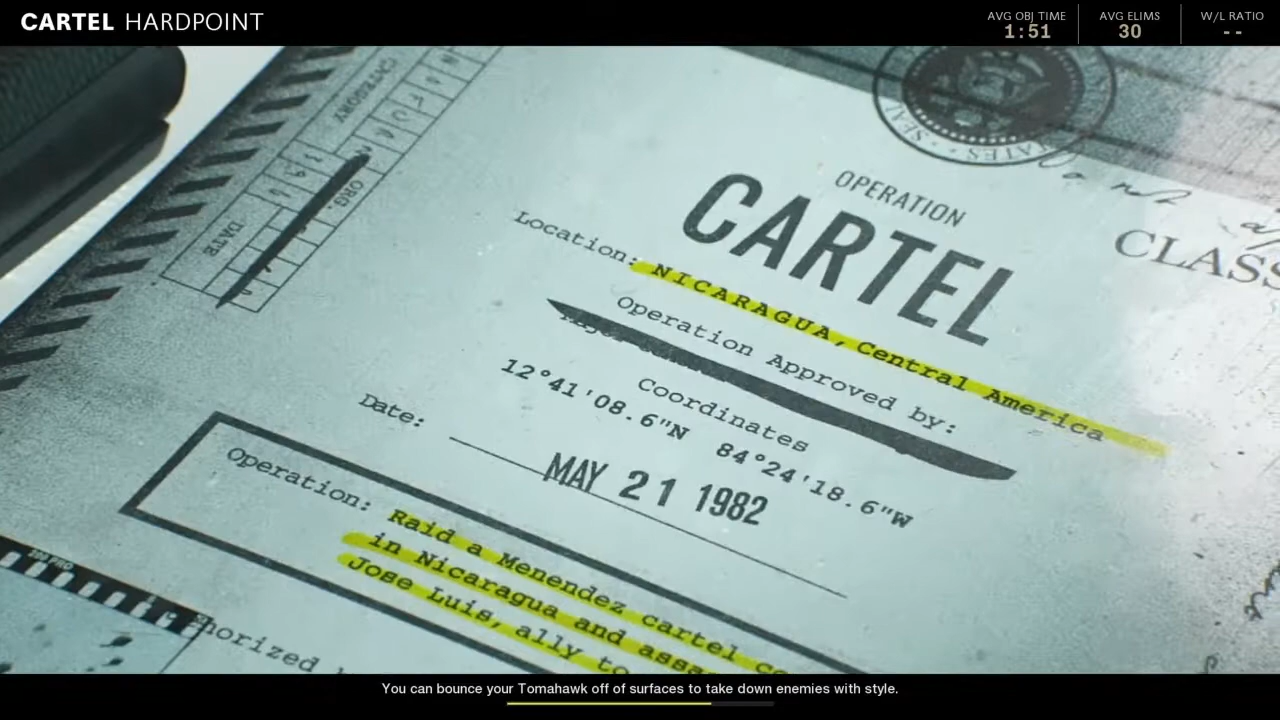 CARTEL HARDPOINT
AVG OBJ TIME
1:51
AVG ELIMS
30
W/L RATIO
--
CATEGORY
ORG.
DATE
SEAL
OPERATION
CARTEL
CLASS
Location: NICARAGUA, Central America
Operation Approved by:
Coordinates
12°41'08.6"N 84°24'18.6"W
Date:
MAY 21 1982
Operation: Raid a Menendez cartel
in Nicaragua and
Jose Luis, ally to
You can bounce your Tomahawk off of surfaces to take down enemies with style.